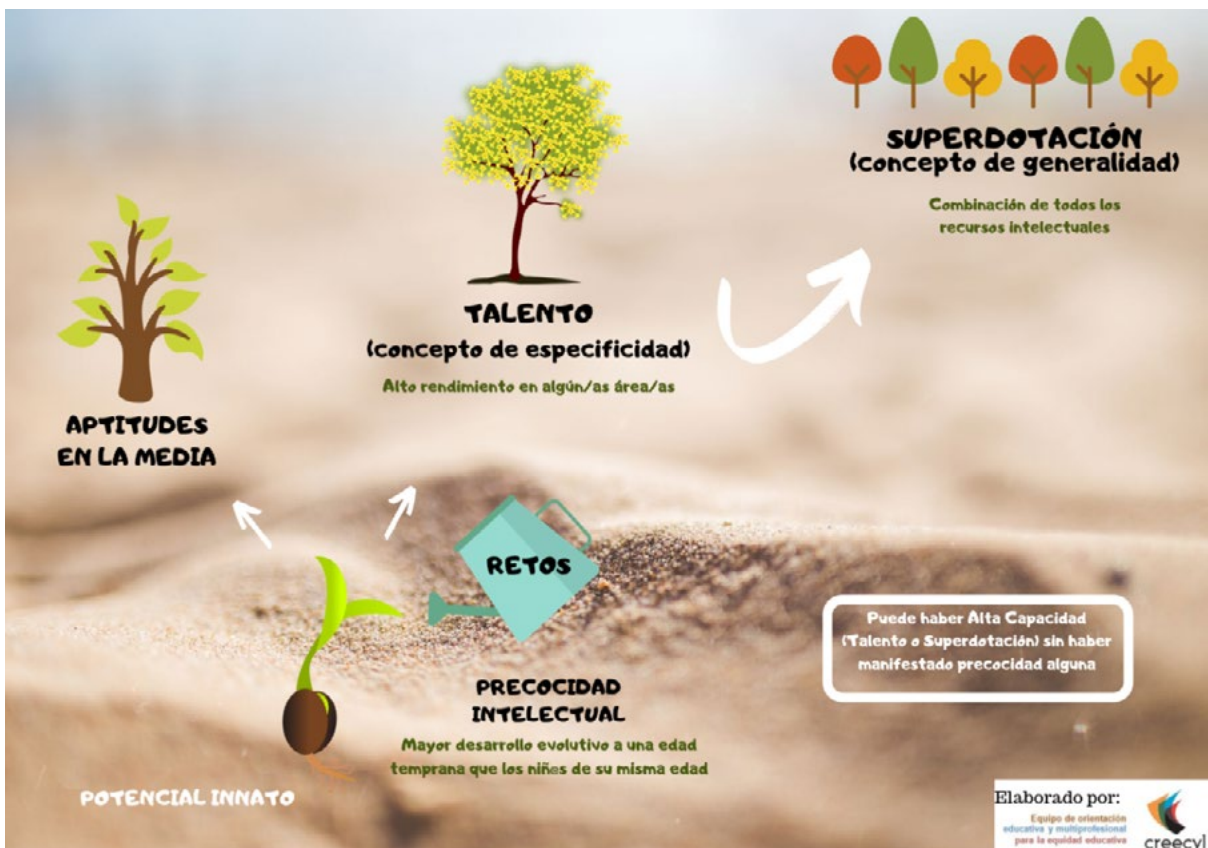 SUPERDOTACIÓN
(concepto de generalidad)
Combinación de todos los
recursos intelectuales
TALENTO
(concepto de especificidad)
Alto rendimiento en algún/as área/as
APTITUDES
EN LA MEDIA
RETOS
Puede haber Alta Capacidad
(Talento o Superdotación) sin haber
manifestado precocidad alguna
PRECOCIDAD
INTELECTUAL
Mayor desarrollo evolutivo a una edad
temprana que los niñes de su misma edad
POTENCIAL INNATO
Elaborado por:
Equipo de orientación
educativa y multiprofesional
para la equidad educativa
creecyl